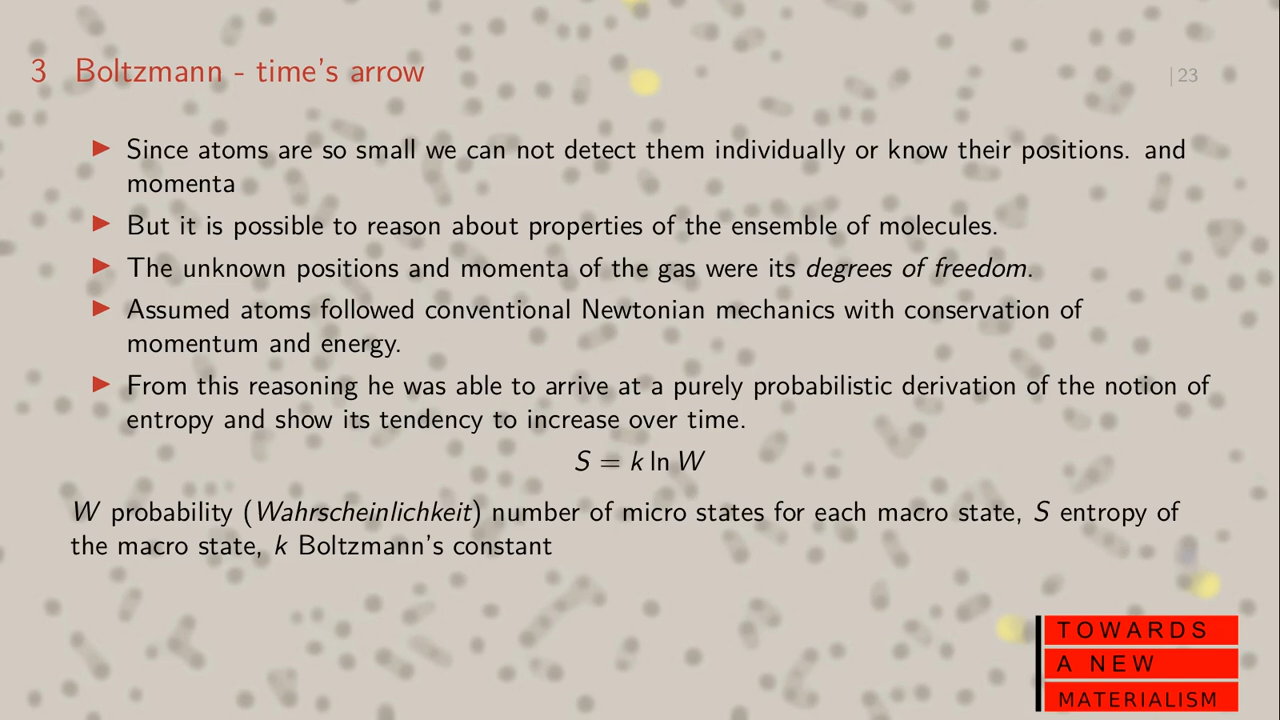 3 Boltzmann - time's arrow
| 23
▶ Since atoms are so small we can not detect them individually or know their positions. and
momenta
▶ But it is possible to reason about properties of the ensemble of molecules.
▶ The unknown positions and momenta of the gas were its degrees of freedom.
▶ Assumed atoms followed conventional Newtonian mechanics with conservation of
momentum and energy.
▶ From this reasoning he was able to arrive at a purely probabilistic derivation of the notion of
entropy and show its tendency to increase over time.
S = k ln W
W probability (Wahrscheinlichkeit) number of micro states for each macro state, S entropy of
the macro state, k Boltzmann's constant
TOWARDS
A NEW
MATERIALISM